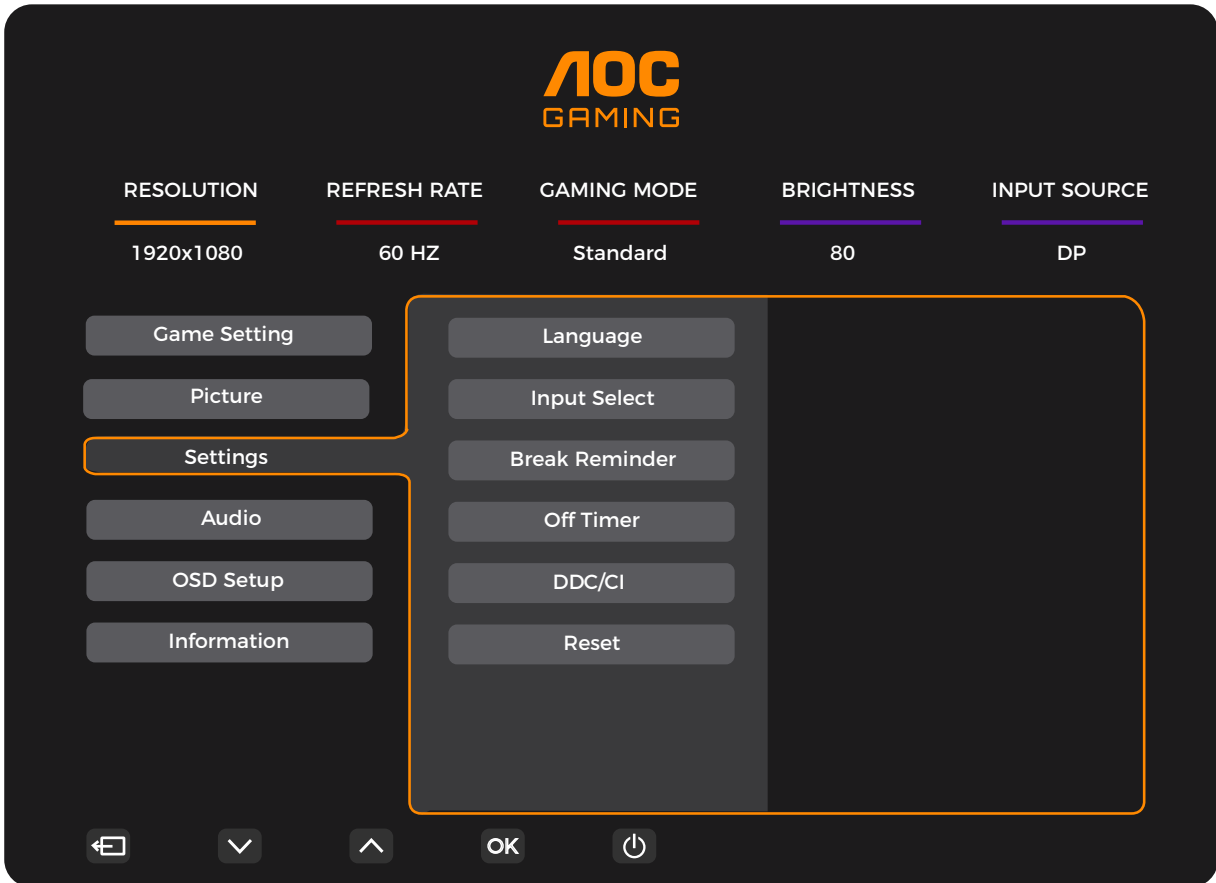 AOC
GAMING
RESOLUTION REFRESH RATE GAMING MODE BRIGHTNESS INPUT SOURCE
1920x1080 60 HZ Standard 80 DP
Game Setting Language
Picture Input Select
Settings Break Reminder
Audio Off Timer
OSD Setup DDC/CI
Information Reset
OK